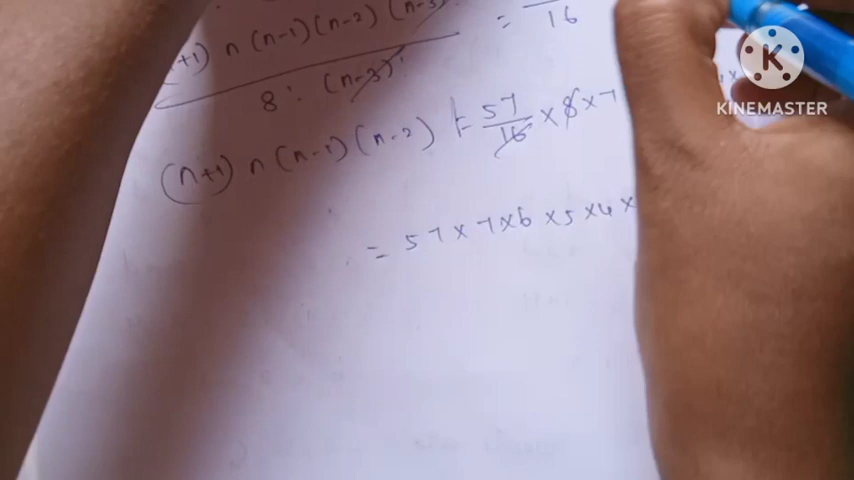 +1) n (n-1) (n-2) (n-3)! =
8! (n-3)! 16
(n+1) n (n-1) (n-2) = 57/16 × 8 × 7
= 57 × 7 × 6 × 5 × 4 ×
KINEMASTER